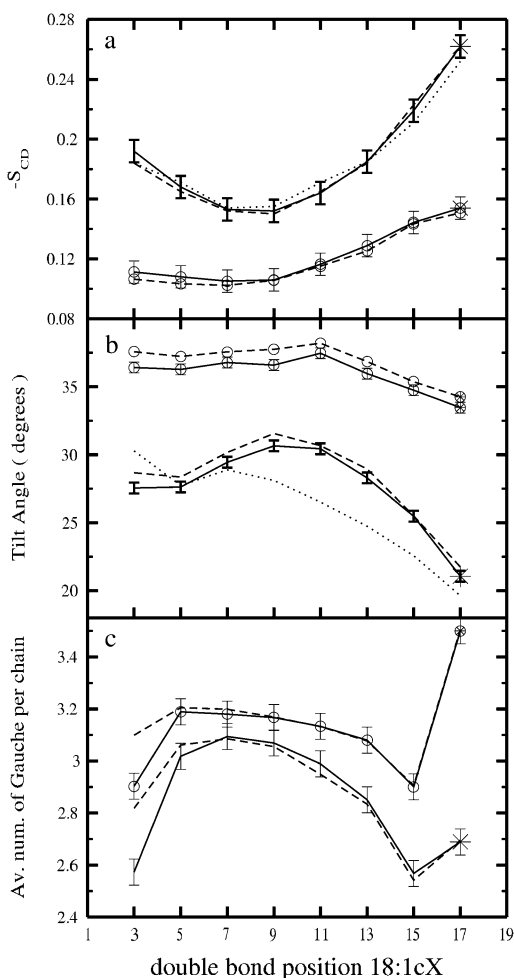 0.28
a
0.24
0.2
-S_CD
0.16
0.12
0.08
b
35
Tilt Angle ( degrees )
30
25
20
c
3.4
3.2
Av. num. of Gauche per chain
3
2.8
2.6
2.4
1 3 5 7 9 11 13 15 17 19
double bond position 18:1cX